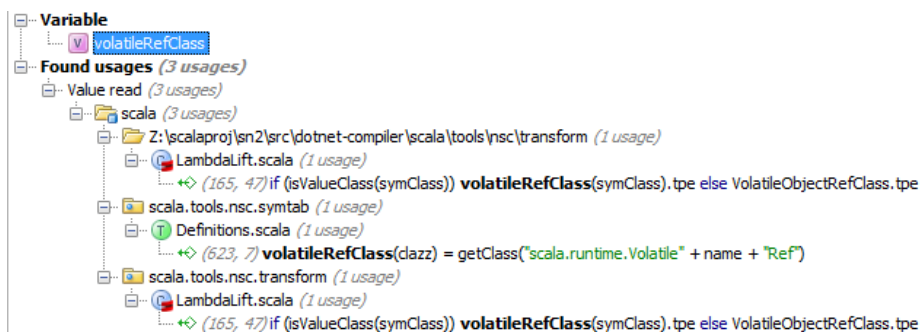 Variable
V volatileRefClass
Found usages (3 usages)
Value read (3 usages)
scala (3 usages)
Z:\scalaproj\sn2\src\dotnet-compiler\scala\tools\nsc\transform (1 usage)
C LambdaLift.scala (1 usage)
(165, 47) if (isValueClass(symClass)) volatileRefClass(symClass).tpe else VolatileObjectRefClass.tpe
scala.tools.nsc.symtab (1 usage)
T Definitions.scala (1 usage)
(623, 7) volatileRefClass(clazz) = getClass("scala.runtime.Volatile" + name + "Ref")
scala.tools.nsc.transform (1 usage)
C LambdaLift.scala (1 usage)
(165, 47) if (isValueClass(symClass)) volatileRefClass(symClass).tpe else VolatileObjectRefClass.tpe